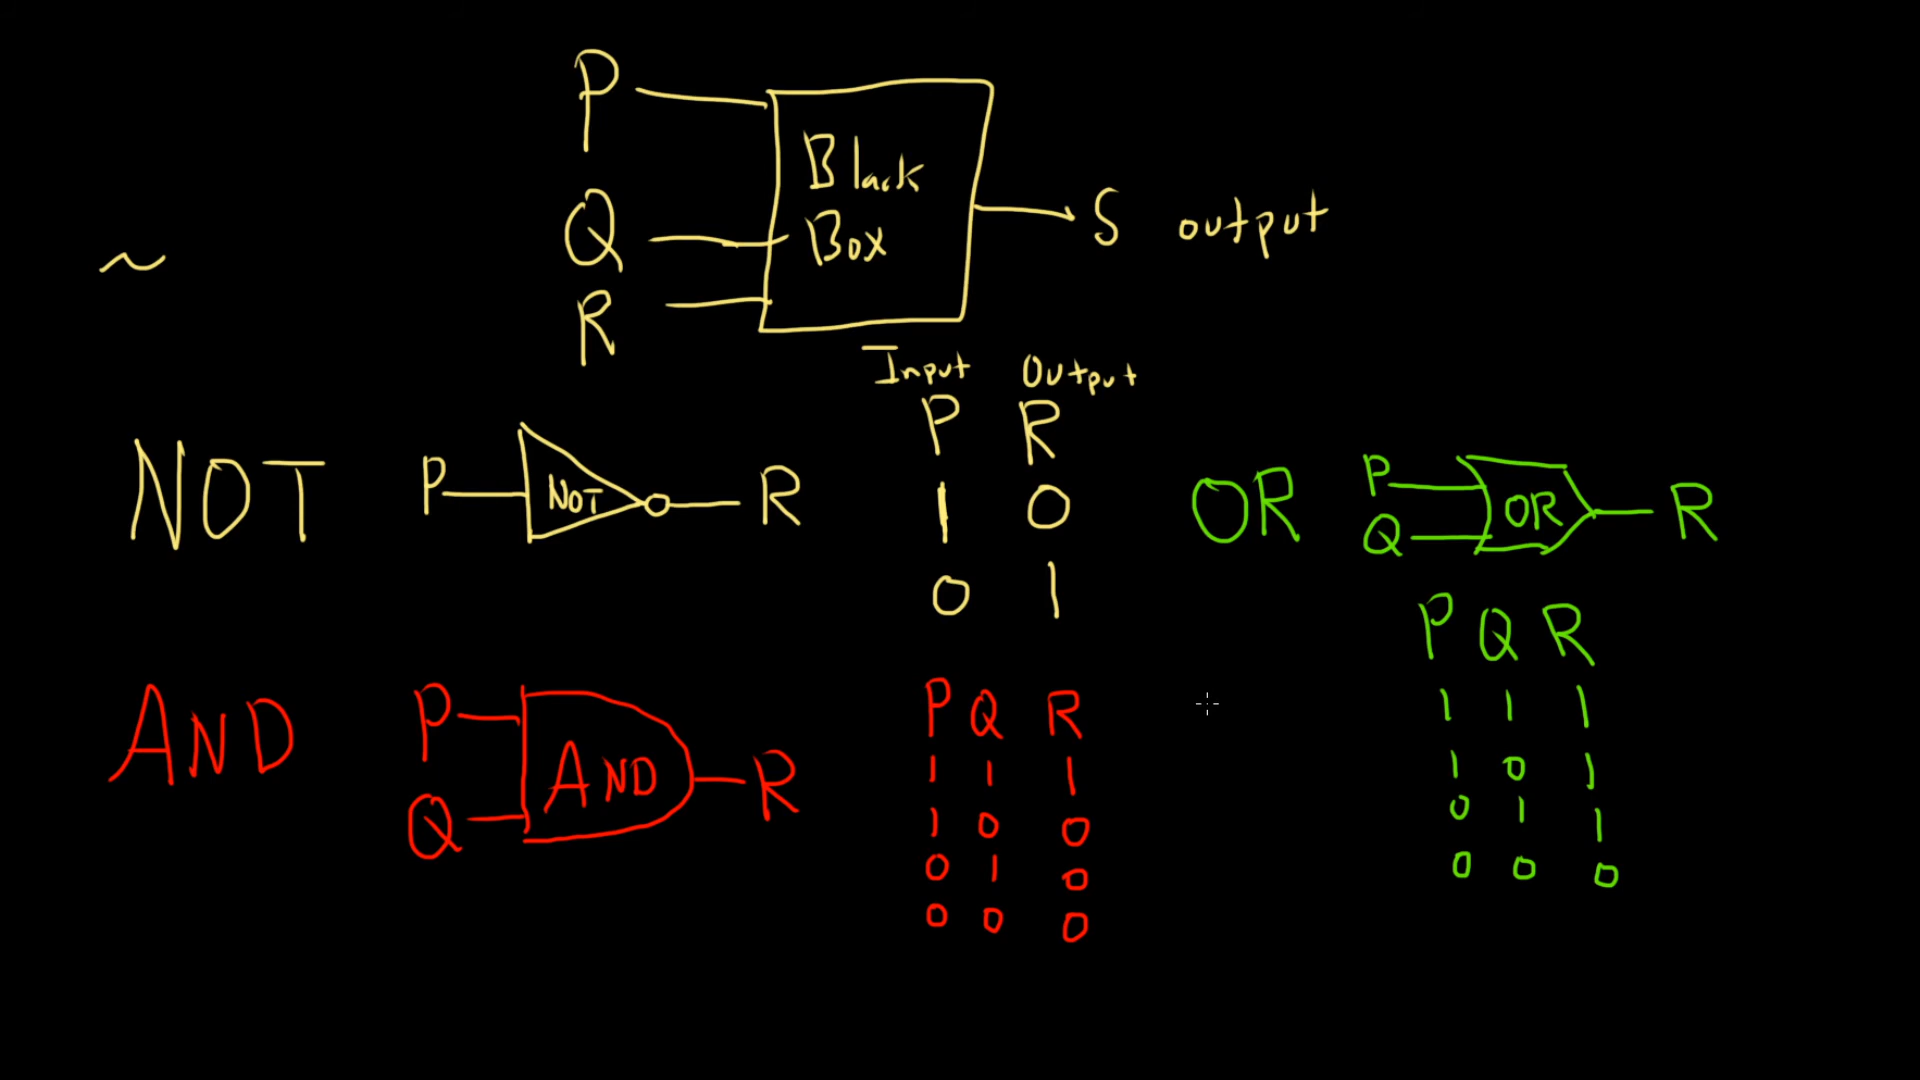 P
Black
Q
Box
S output
R
~
Input Output
P R
1 0
0 1
NOT P NOT R
OR P OR R
Q
P Q R
1 1 1
1 0 1
0 1 1
0 0 0
AND P AND R
Q
P Q R
1 1 1
1 0 0
0 1 0
0 0 0